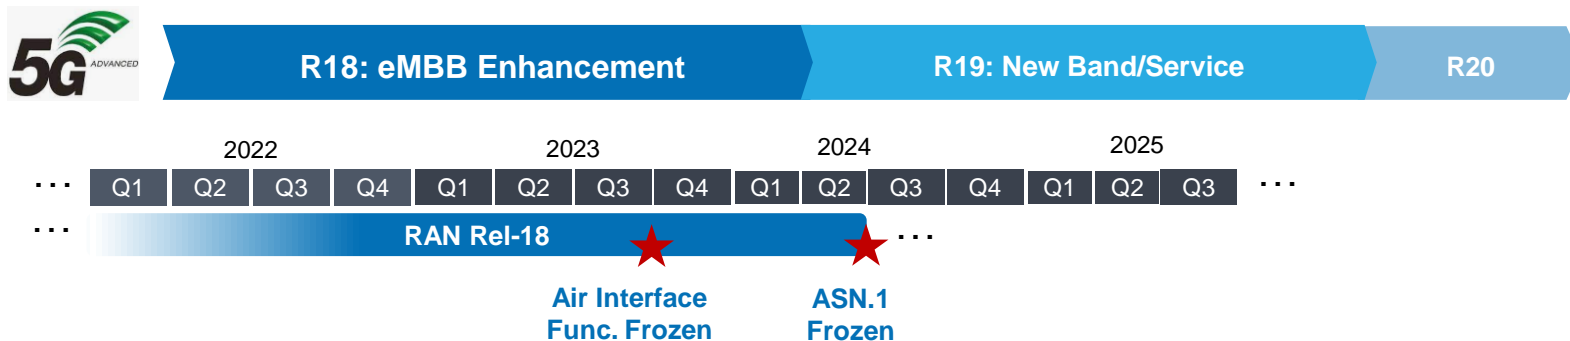 5G ADVANCED
R18: eMBB Enhancement
R19: New Band/Service
R20
2022
2023
2024
2025
... Q1 Q2 Q3 Q4 Q1 Q2 Q3 Q4 Q1 Q2 Q3 Q4 Q1 Q2 Q3 ...
... RAN Rel-18 ...
Air Interface
Func. Frozen
ASN.1
Frozen